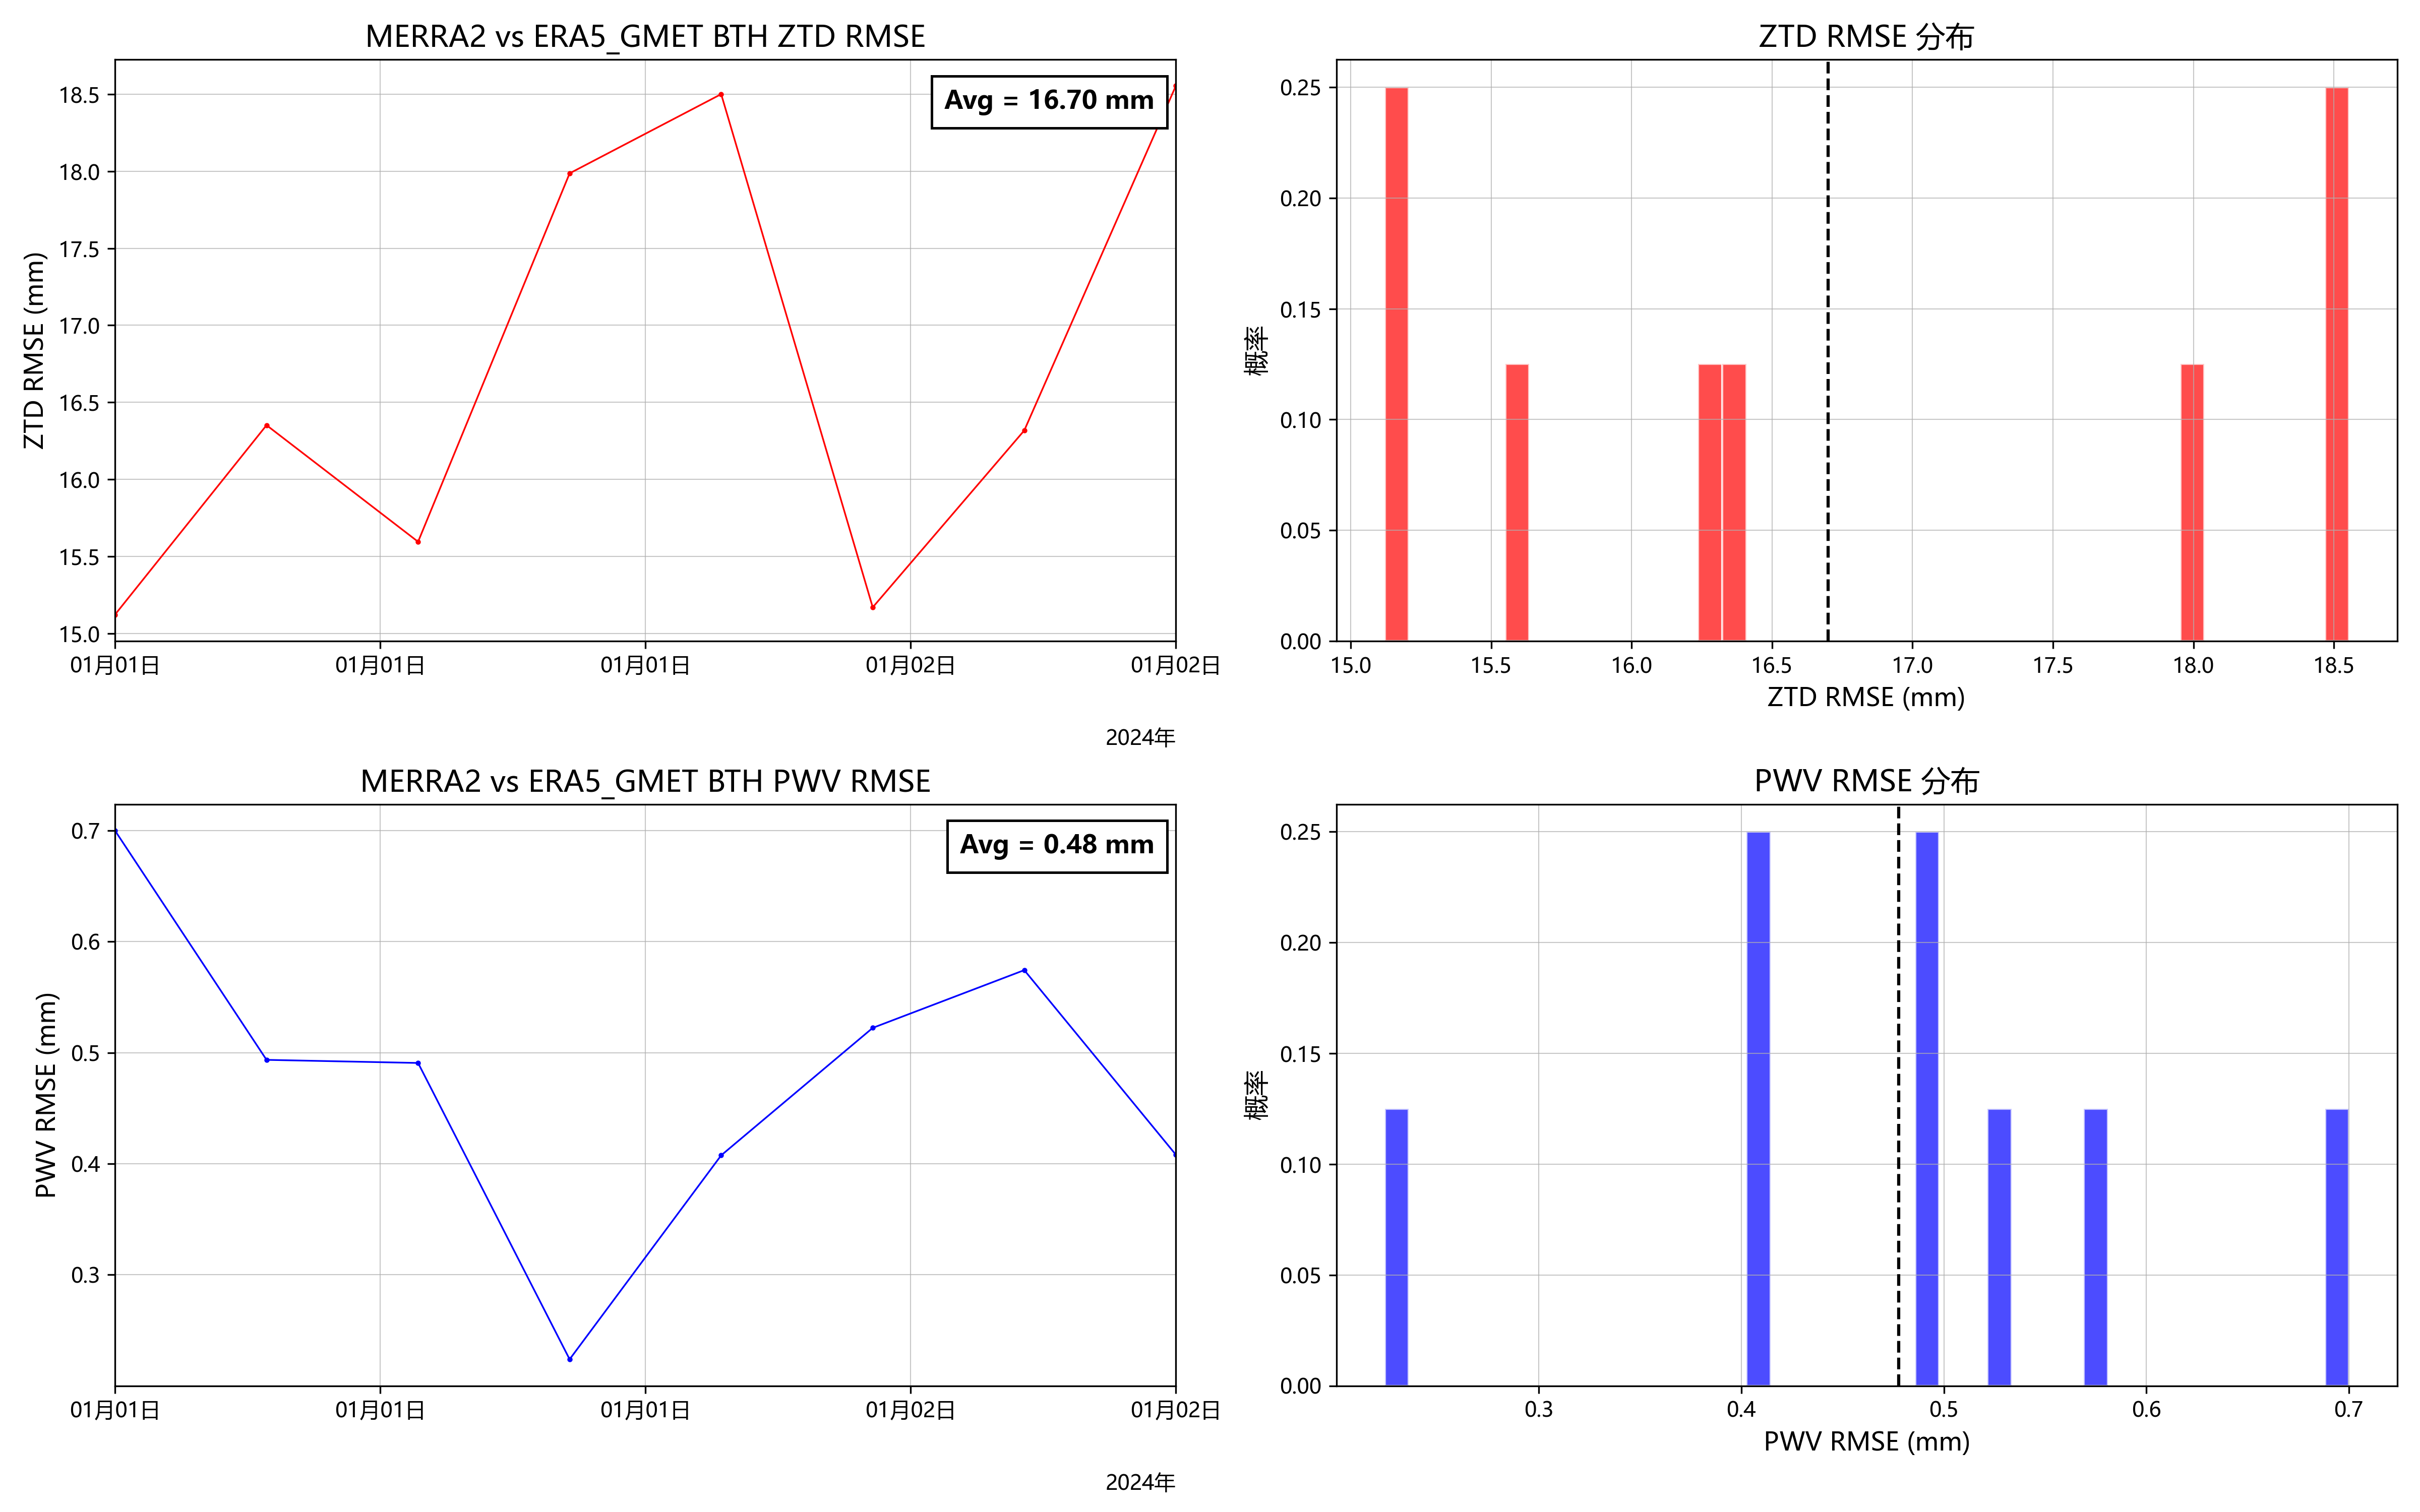 MERRA2 vs ERA5_GMET BTH ZTD RMSE
Avg = 16.70 mm
ZTD RMSE (mm)
18.5
18.0
17.5
17.0
16.5
16.0
15.5
15.0
01月01日 01月01日 01月01日 01月02日 01月02日
2024年
ZTD RMSE 分布
概率
0.25
0.20
0.15
0.10
0.05
0.00
15.0 15.5 16.0 16.5 17.0 17.5 18.0 18.5
ZTD RMSE (mm)
MERRA2 vs ERA5_GMET BTH PWV RMSE
Avg = 0.48 mm
PWV RMSE (mm)
0.7
0.6
0.5
0.4
0.3
01月01日 01月01日 01月01日 01月02日 01月02日
2024年
PWV RMSE 分布
概率
0.25
0.20
0.15
0.10
0.05
0.00
0.3 0.4 0.5 0.6 0.7
PWV RMSE (mm)